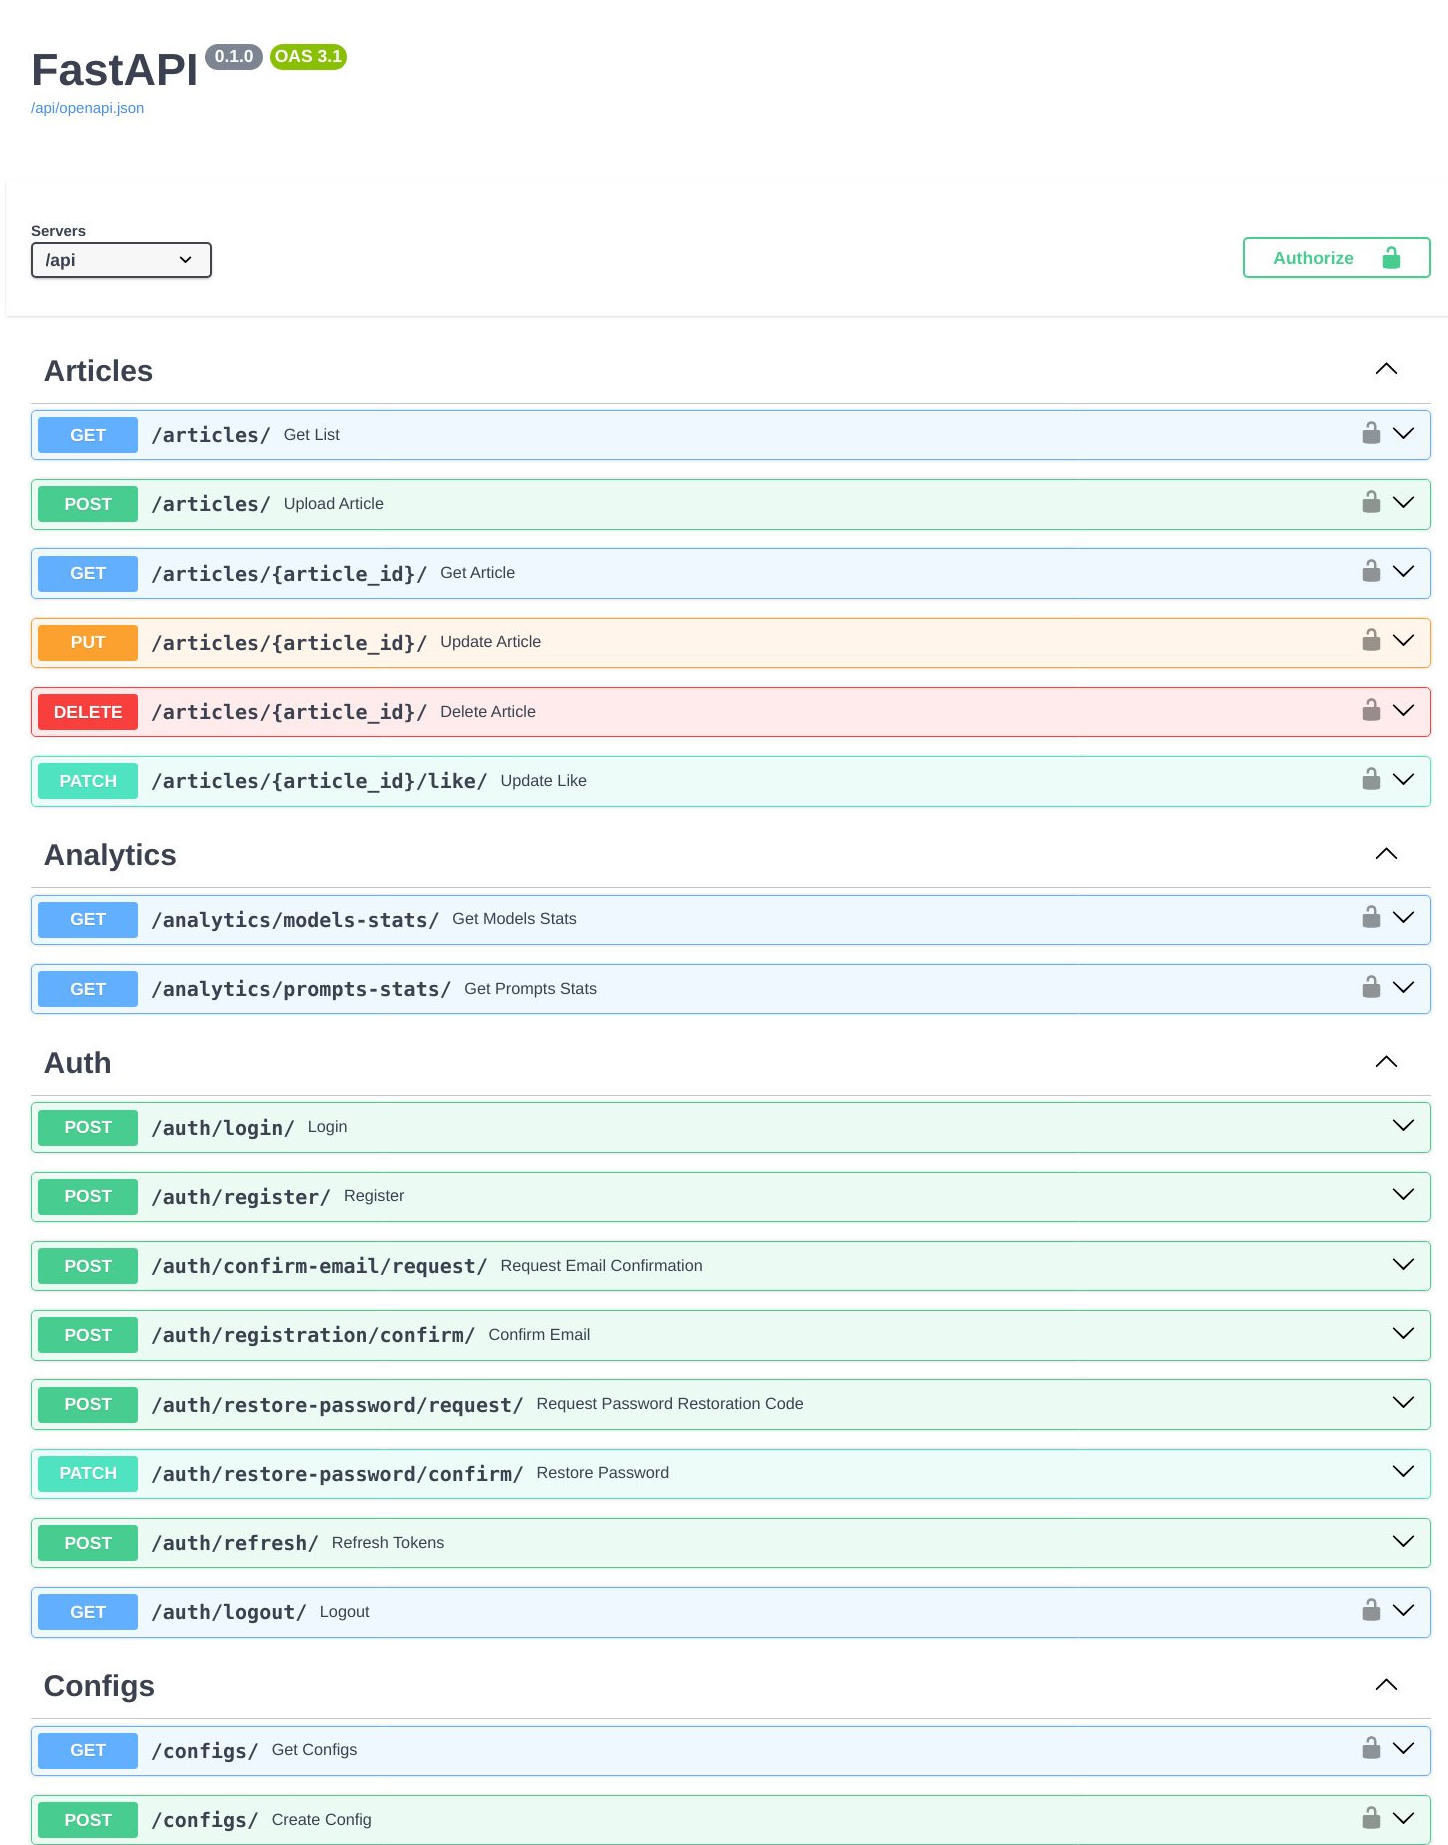 FastAPI 0.1.0 OAS 3.1
/api/openapi.json
Servers
/api
Authorize
Articles
GET /articles/ Get List
POST /articles/ Upload Article
GET /articles/{article_id}/ Get Article
PUT /articles/{article_id}/ Update Article
DELETE /articles/{article_id}/ Delete Article
PATCH /articles/{article_id}/like/ Update Like
Analytics
GET /analytics/models-stats/ Get Models Stats
GET /analytics/prompts-stats/ Get Prompts Stats
Auth
POST /auth/login/ Login
POST /auth/register/ Register
POST /auth/confirm-email/request/ Request Email Confirmation
POST /auth/registration/confirm/ Confirm Email
POST /auth/restore-password/request/ Request Password Restoration Code
PATCH /auth/restore-password/confirm/ Restore Password
POST /auth/refresh/ Refresh Tokens
GET /auth/logout/ Logout
Configs
GET /configs/ Get Configs
POST /configs/ Create Config